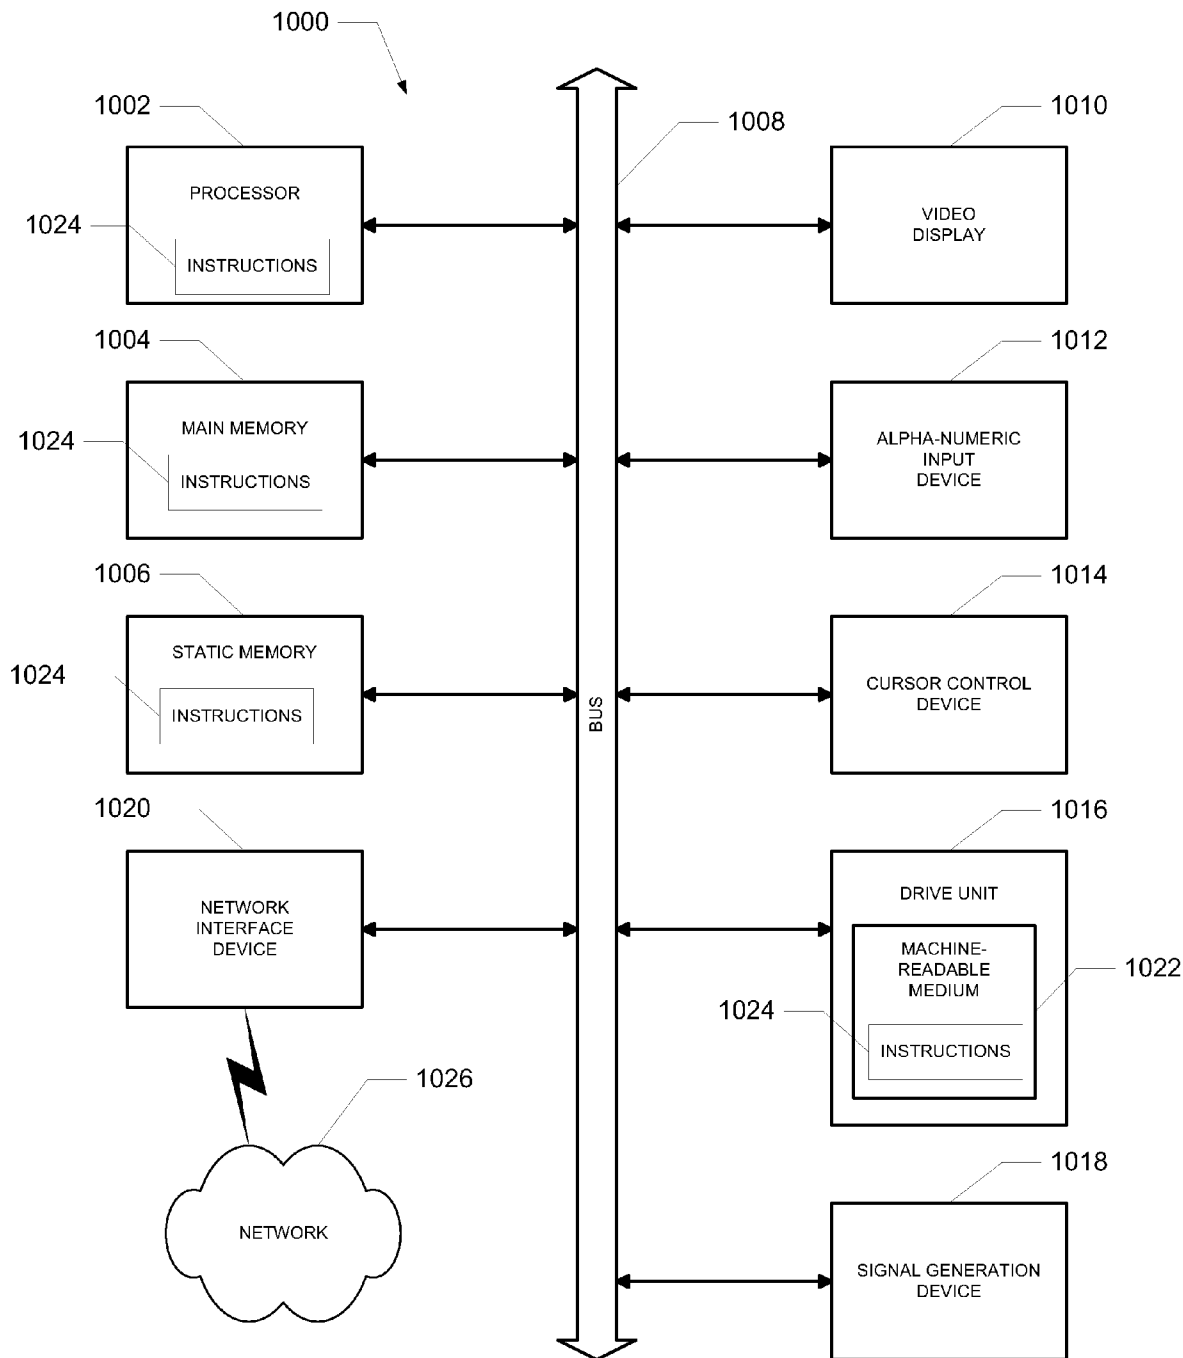 1000
1002
PROCESSOR
1024
INSTRUCTIONS
1004
MAIN MEMORY
1024
INSTRUCTIONS
1006
STATIC MEMORY
1024
INSTRUCTIONS
1020
NETWORK
INTERFACE
DEVICE
1026
NETWORK
1008
BUS
1010
VIDEO
DISPLAY
1012
ALPHA-NUMERIC
INPUT
DEVICE
1014
CURSOR CONTROL
DEVICE
1016
DRIVE UNIT
MACHINE-
READABLE
MEDIUM
1022
1024
INSTRUCTIONS
1018
SIGNAL GENERATION
DEVICE